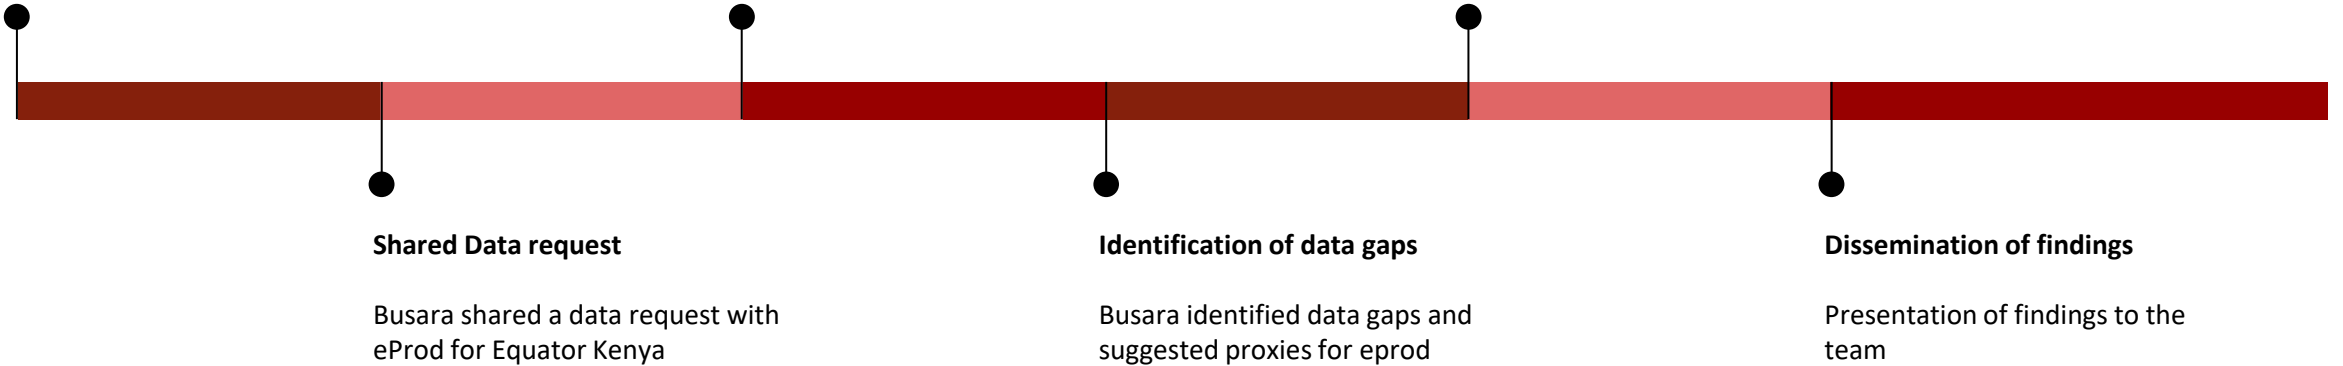 Shared Data request
Busara shared a data request with
eProd for Equator Kenya
Identification of data gaps
Busara identified data gaps and
suggested proxies for eprod
Dissemination of findings
Presentation of findings to the
team